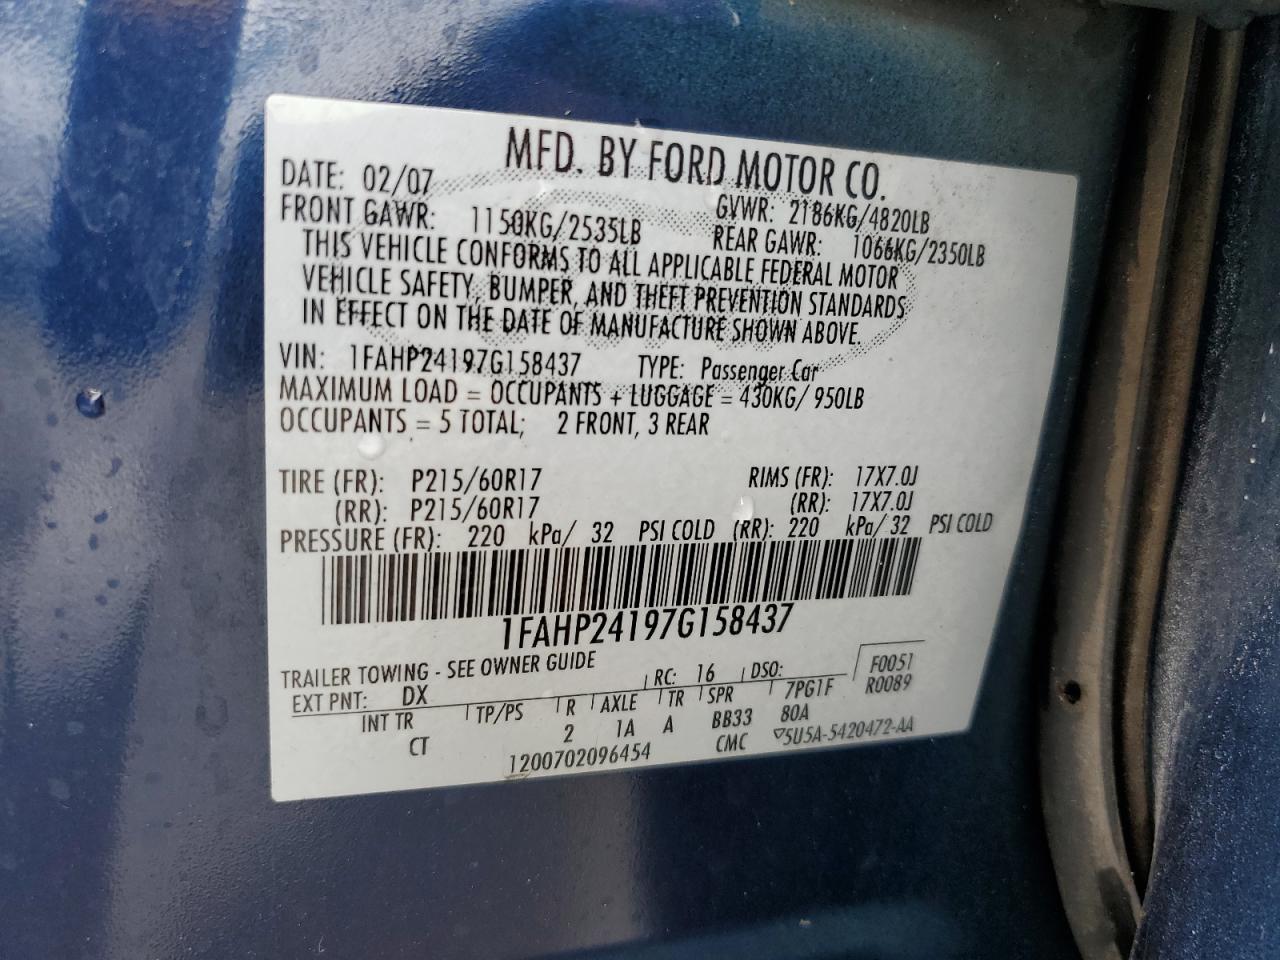 MFD. BY FORD MOTOR CO.
DATE: 02/07 GVWR: 2186KG/4820LB
FRONT GAWR: 1150KG/2535LB REAR GAWR: 1066KG/2350LB
THIS VEHICLE CONFORMS TO ALL APPLICABLE FEDERAL MOTOR
VEHICLE SAFETY, BUMPER, AND THEFT PREVENTION STANDARDS
IN EFFECT ON THE DATE OF MANUFACTURE SHOWN ABOVE.
VIN: 1FAHP24197G158437 TYPE: Passenger Car
MAXIMUM LOAD = OCCUPANTS + LUGGAGE = 430KG/ 950LB
OCCUPANTS = 5 TOTAL; 2 FRONT, 3 REAR
TIRE (FR): P215/60R17 RIMS (FR): 17X7.0J
(RR): P215/60R17 (RR): 17X7.0J
PRESSURE (FR): 220 kPa/ 32 PSI COLD (RR): 220 kPa/ 32 PSI COLD
1FAHP24197G158437
TRAILER TOWING - SEE OWNER GUIDE F0051
EXT PNT: DX RC: 16 DSO: R0089
INT TR TP/PS R AXLE TR SPR 7PG1F
CT 2 1A A BB33 80A
1200702096454 CMC ▽5U5A-5420472-AA